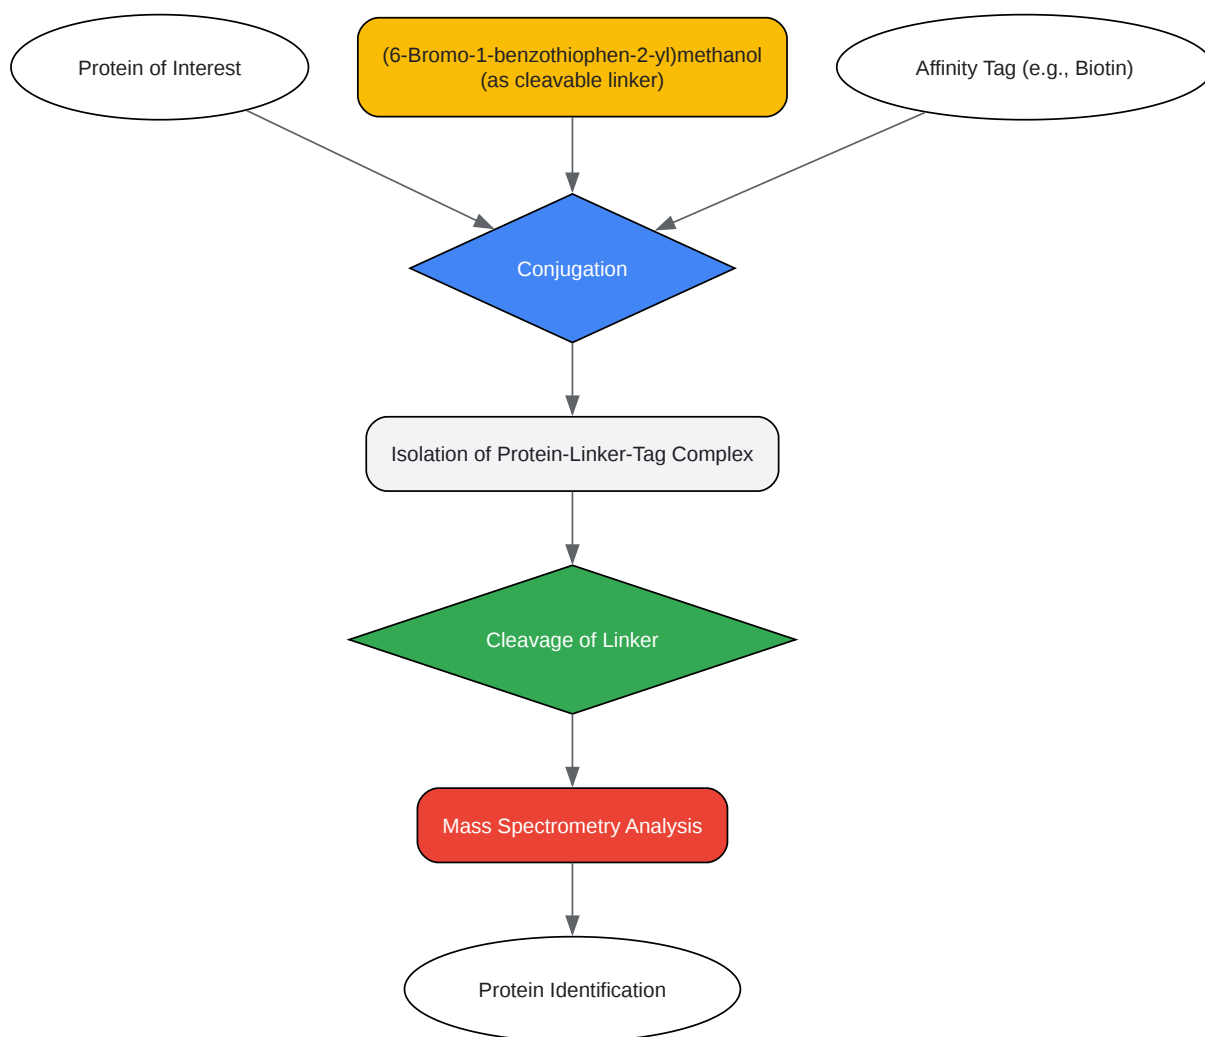 Protein of Interest
(6-Bromo-1-benzothiophen-2-yl)methanol
(as cleavable linker)
Affinity Tag (e.g., Biotin)
Conjugation
Isolation of Protein-Linker-Tag Complex
Cleavage of Linker
Mass Spectrometry Analysis
Protein Identification